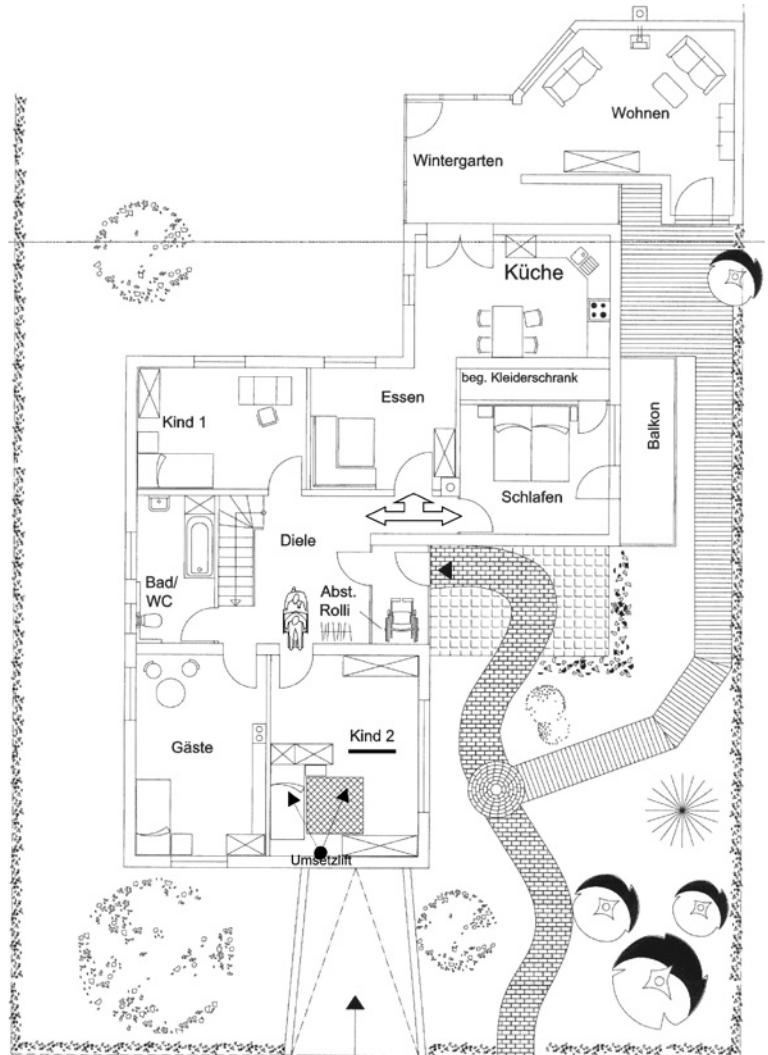 Wohnen
Wintergarten
Küche
beg. Kleiderschrank
Essen
Kind 1
Balkon
Schlafen
Diele
Bad/
WC
Abst.
Rolli
Kind 2
Gäste
Umsetzlift